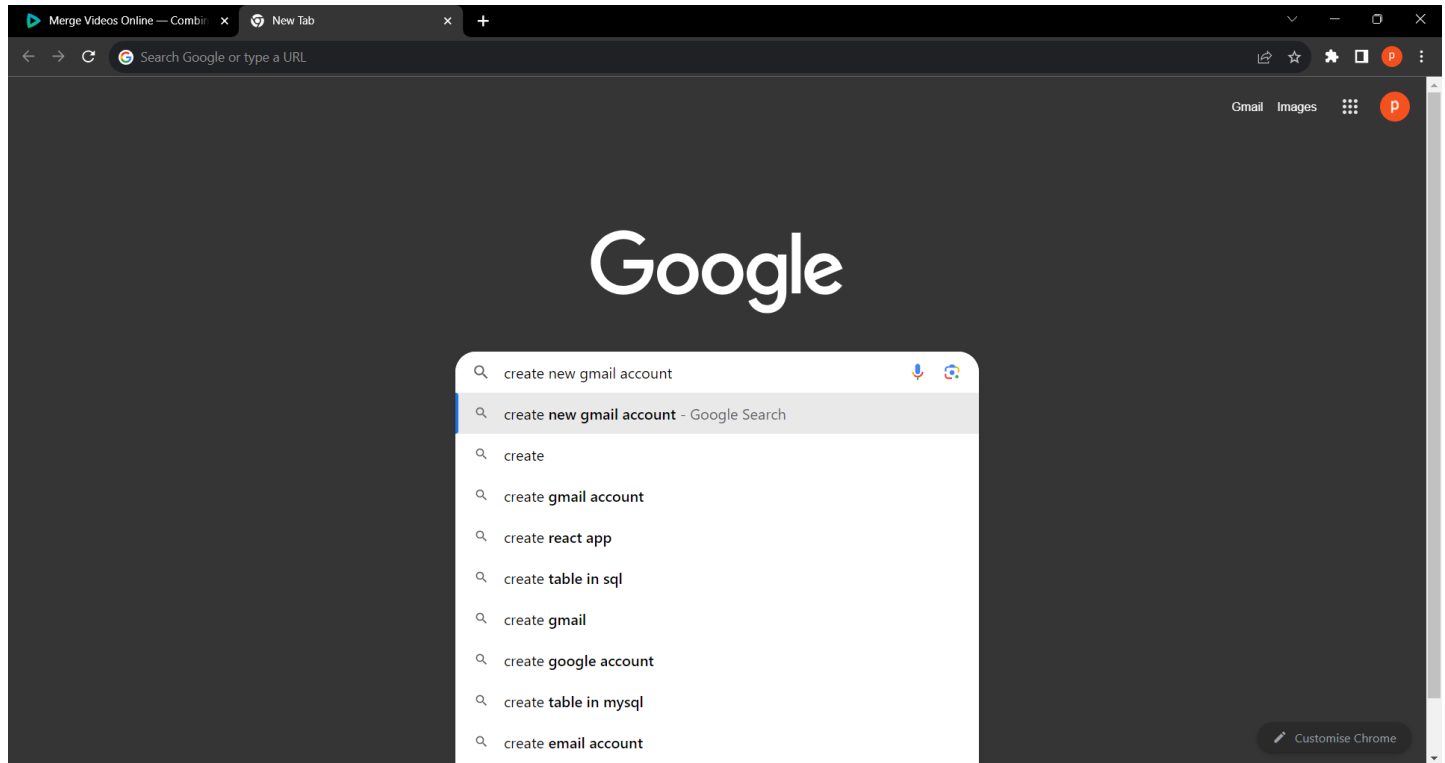 Merge Videos Online — Combin
New Tab
Search Google or type a URL
Gmail Images
P
Google
create new gmail account
create new gmail account - Google Search
create
create gmail account
create react app
create table in sql
create gmail
create google account
create table in mysql
create email account
Customise Chrome